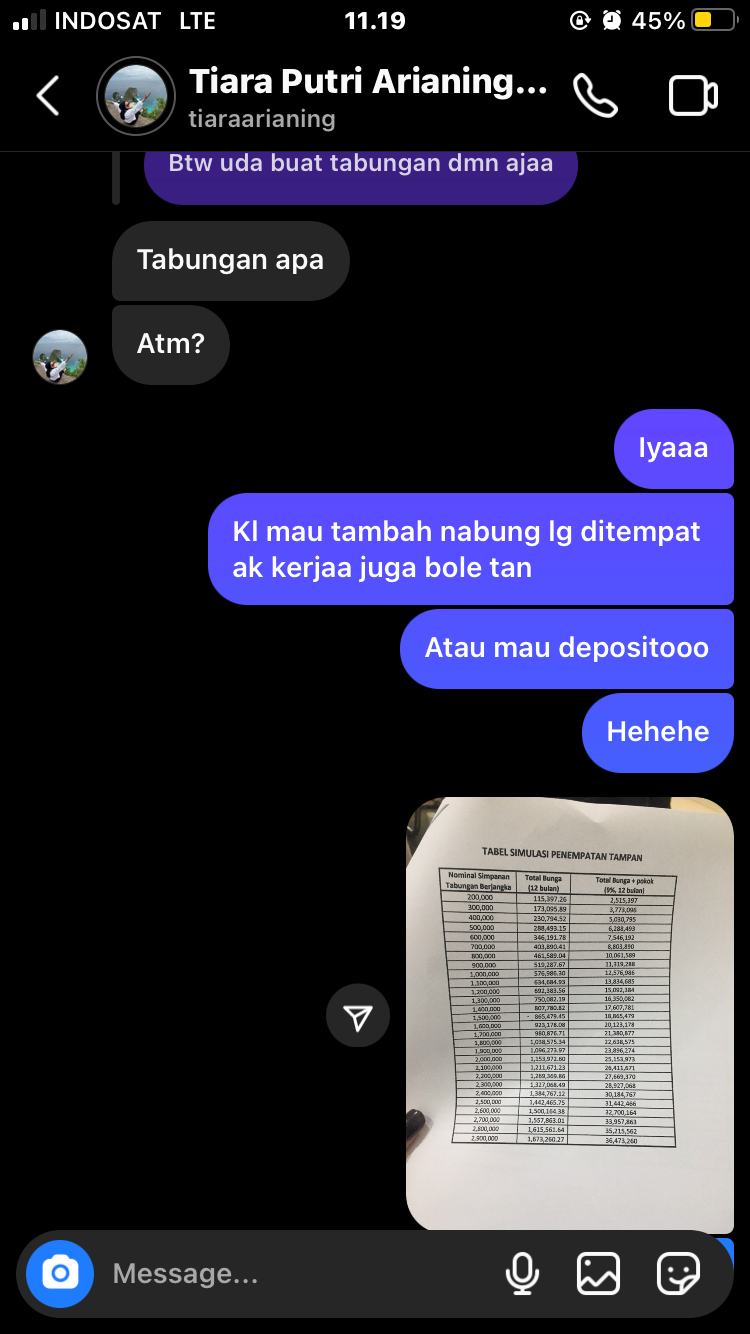 INDOSAT LTE 11.19 45%
Tiara Putri Arianing...
tiaraarianing
Btw uda buat tabungan dmn ajaa
Tabungan apa
Atm?
Iyaaa
Kl mau tambah nabung lg ditempat
ak kerjaa juga bole tan
Atau mau depositooo
Hehehe
TABEL SIMULASI PENEMPATAN TAMPAN
Nominal Simpanan Total Bunga Total Bunga + pokok
Tabungan Berjangka (12 bulan) (9%, 12 bulan)
200,000 115,397.26 2,515,397
300,000 173,095.89 3,773,096
400,000 230,794.52 5,030,795
500,000 288,493.15 6,288,493
600,000 346,191.78 7,546,192
700,000 403,890.41 8,803,890
800,000 461,589.04 10,061,589
900,000 519,287.67 11,319,288
1,000,000 576,986.30 12,576,986
1,100,000 634,684.93 13,834,685
1,200,000 692,383.56 15,092,384
1,300,000 750,082.19 16,350,082
1,400,000 807,780.82 17,607,781
1,500,000 865,479.45 18,865,479
1,600,000 923,178.08 20,123,178
1,700,000 980,876.71 21,380,877
1,800,000 1,038,575.34 22,638,575
1,900,000 1,096,273.97 23,896,274
2,000,000 1,153,972.60 25,153,973
2,100,000 1,211,671.23 26,411,671
2,200,000 1,269,369.86 27,669,370
2,300,000 1,327,068.49 28,927,068
2,400,000 1,384,767.12 30,184,767
2,500,000 1,442,465.75 31,442,466
2,600,000 1,500,164.38 32,700,164
2,700,000 1,557,863.01 33,957,863
2,800,000 1,615,561.64 35,215,562
2,900,000 1,673,260.27 36,473,260
Message...